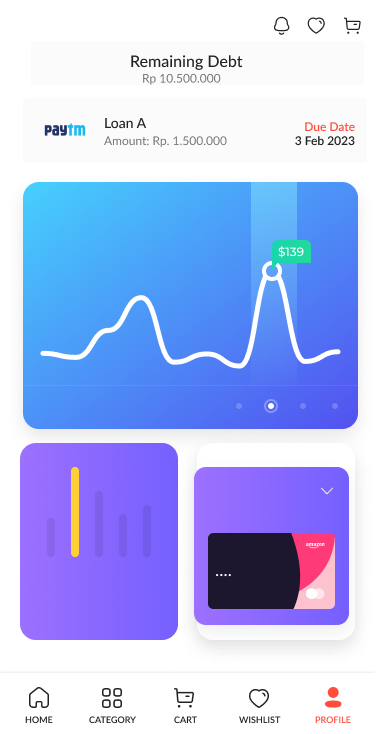 Remaining Debt
Rp 10.500.000
paytm
Loan A
Amount: Rp. 1.500.000
Due Date
3 Feb 2023
$139
amazon
HOME
CATEGORY
CART
WISHLIST
PROFILE